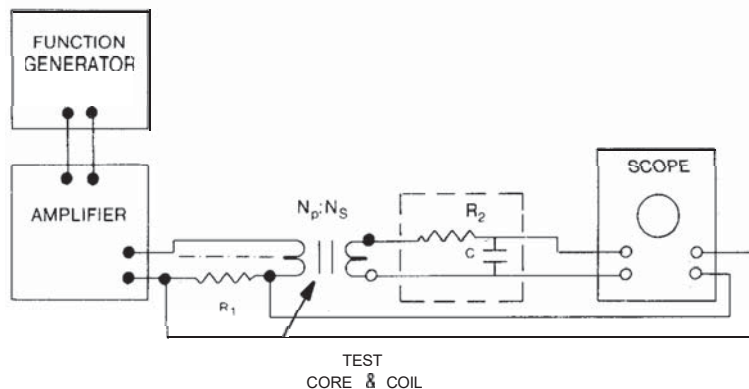 FUNCTION
GENERATOR
AMPLIFIER
Np:NS
R2
C
R1
SCOPE
TEST
CORE & COIL